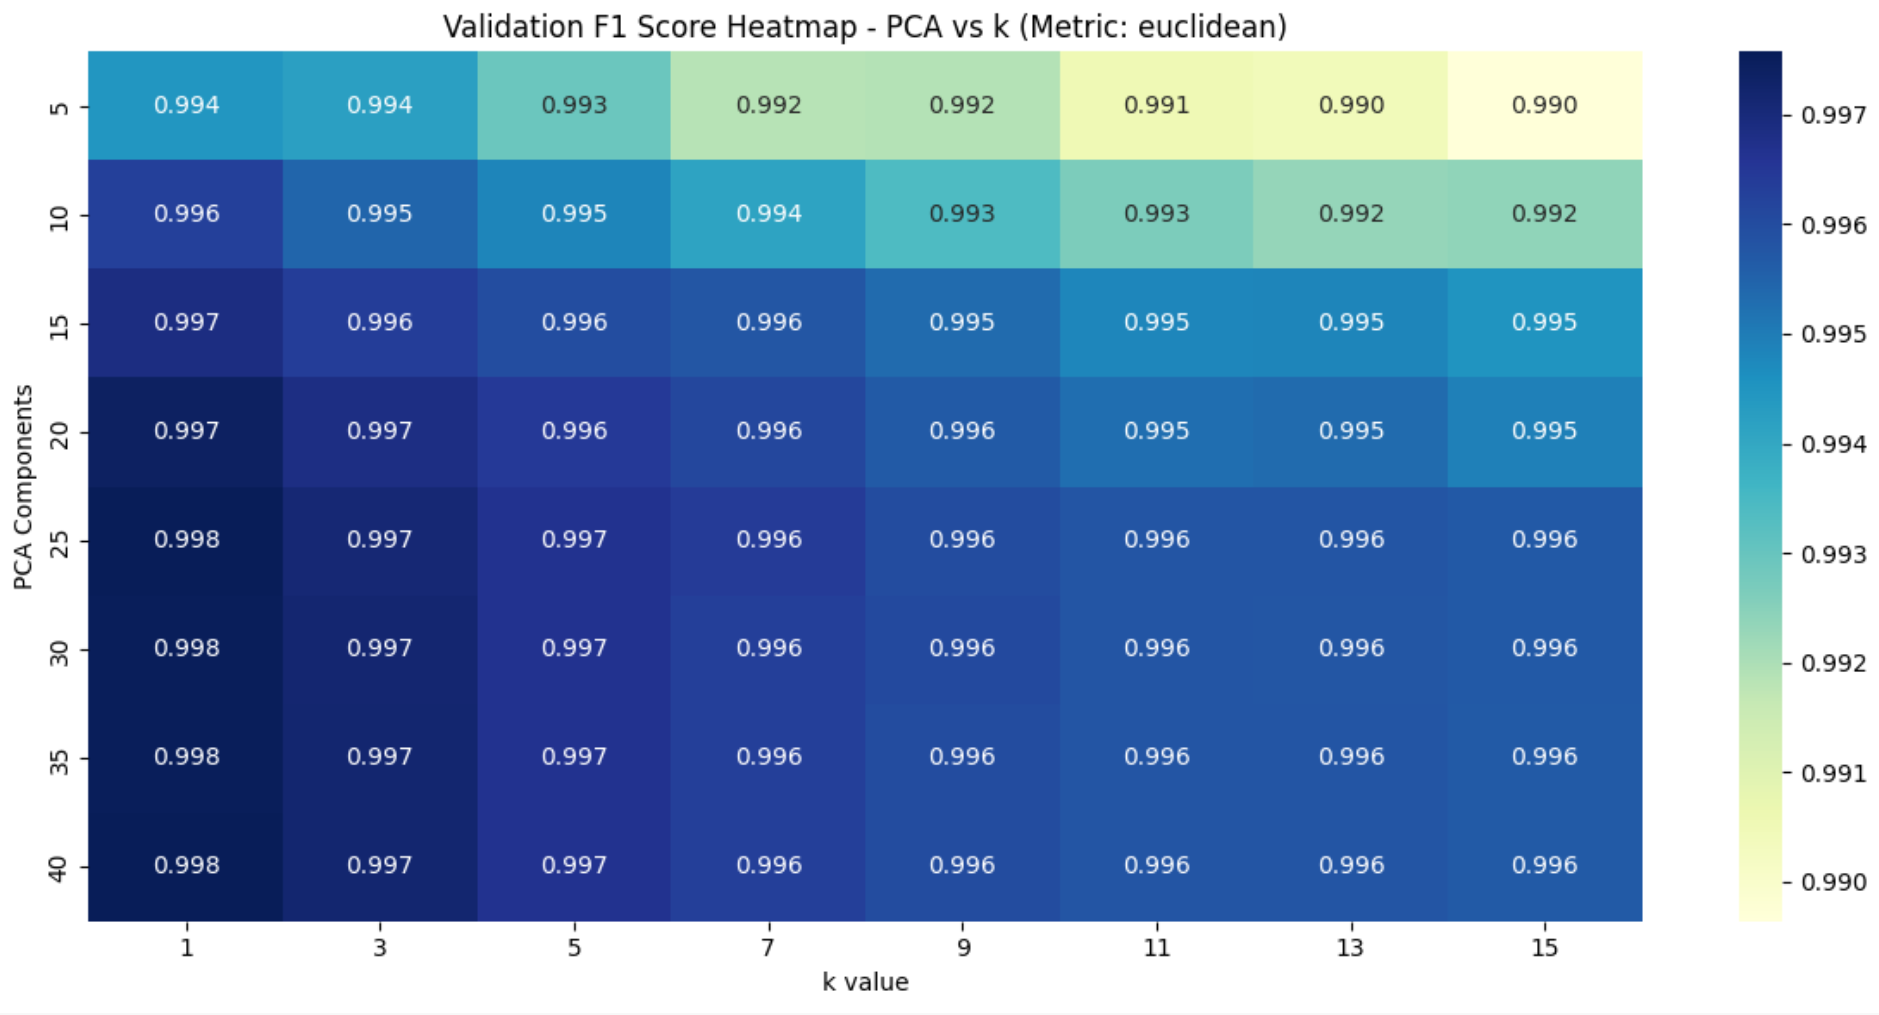 Validation F1 Score Heatmap - PCA vs k (Metric: euclidean)
5 0.994 0.994 0.993 0.992 0.992 0.991 0.990 0.990
10 0.996 0.995 0.995 0.994 0.993 0.993 0.992 0.992
15 0.997 0.996 0.996 0.996 0.995 0.995 0.995 0.995
20 0.997 0.997 0.996 0.996 0.996 0.995 0.995 0.995
25 0.998 0.997 0.997 0.996 0.996 0.996 0.996 0.996
30 0.998 0.997 0.997 0.996 0.996 0.996 0.996 0.996
35 0.998 0.997 0.997 0.996 0.996 0.996 0.996 0.996
40 0.998 0.997 0.997 0.996 0.996 0.996 0.996 0.996
PCA Components
1 3 5 7 9 11 13 15
k value
0.997
0.996
0.995
0.994
0.993
0.992
0.991
0.990